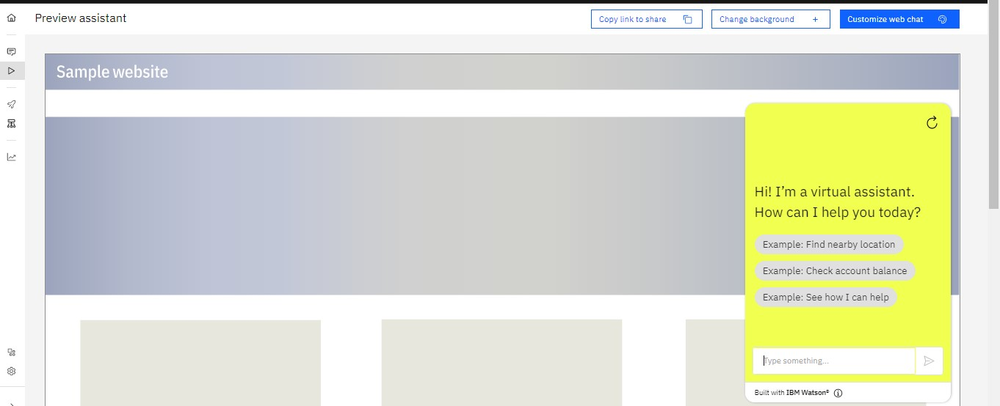 Preview assistant
Copy link to share
Change background +
Customize web chat
Sample website
Hi! I'm a virtual assistant.
How can I help you today?
Example: Find nearby location
Example: Check account balance
Example: See how I can help
Type something...
Built with IBM Watson®